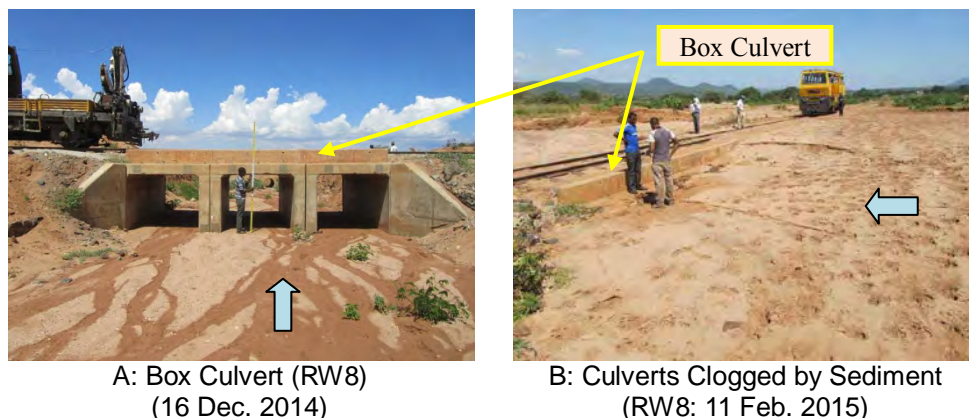 Box Culvert
A: Box Culvert (RW8)
(16 Dec. 2014)
B: Culverts Clogged by Sediment
(RW8: 11 Feb. 2015)